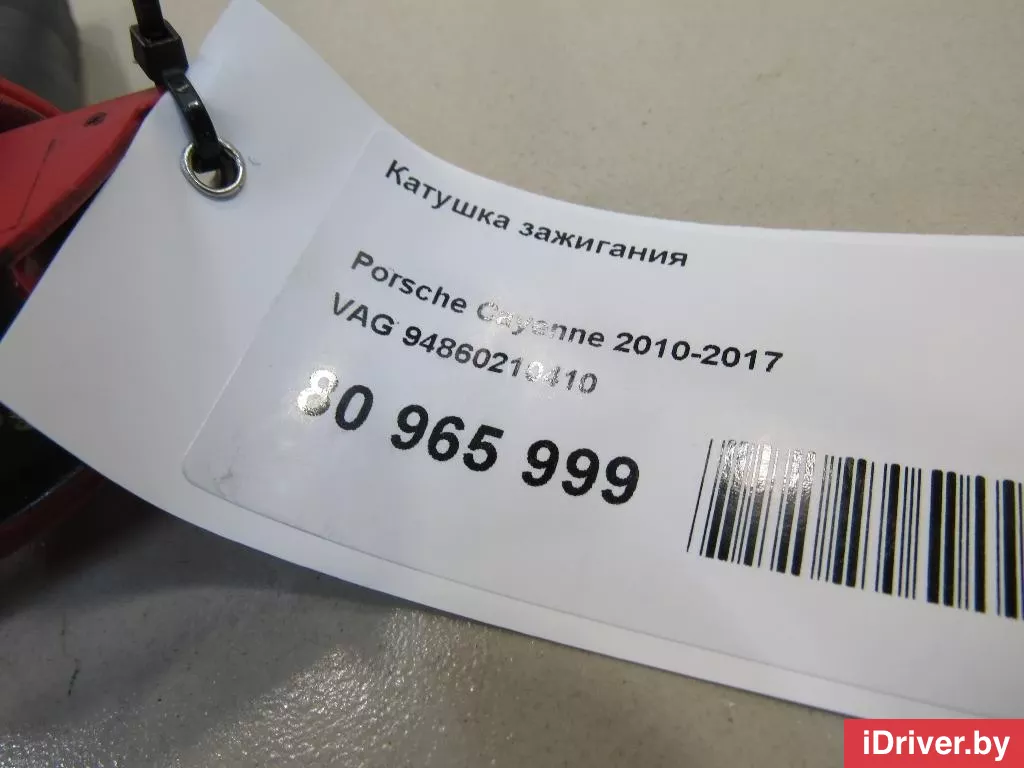 Катушка зажигания
Porsche Cayenne 2010-2017
VAG 94860210410
80 965 999
iDriver.by